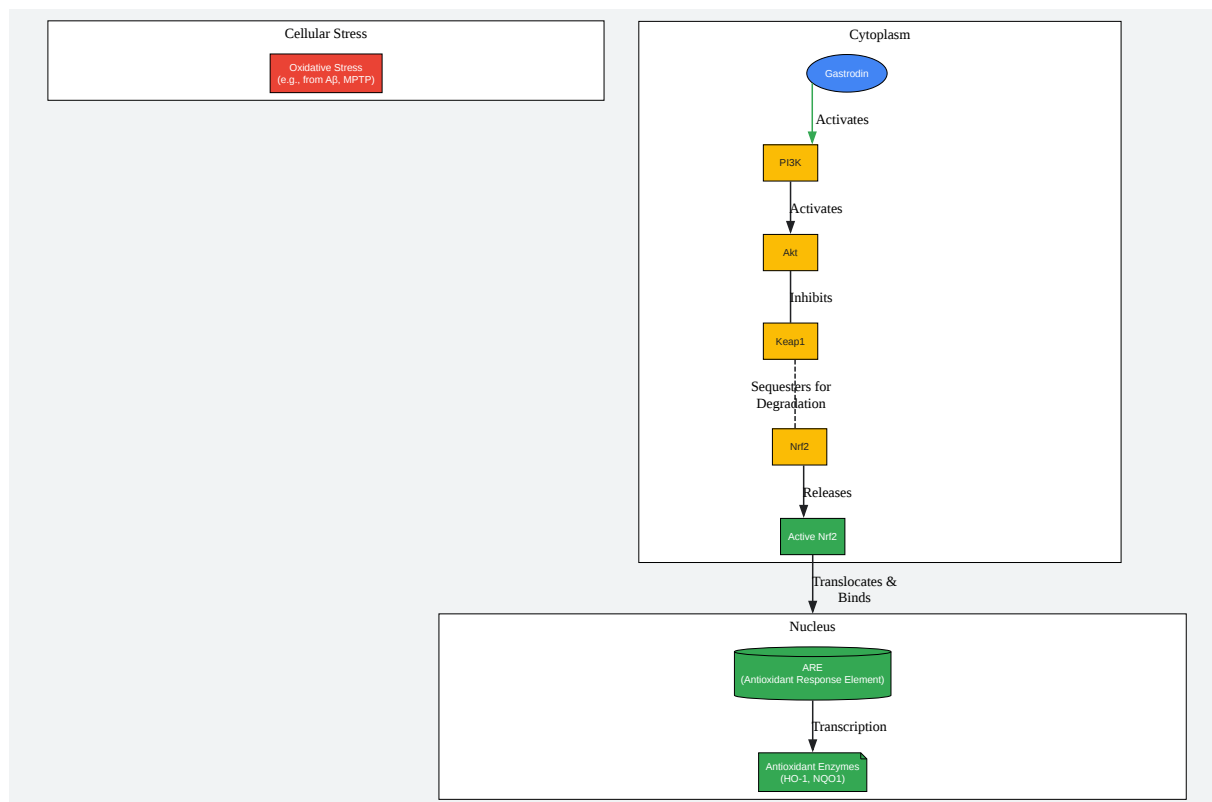 Cellular Stress
Oxidative Stress
(e.g., from Aβ, MPTP)
Cytoplasm
Gastrodin
Activates
PI3K
Activates
Akt
Inhibits
Keap1
Sequesters for
Degradation
Nrf2
Releases
Active Nrf2
Translocates &
Binds
Nucleus
ARE
(Antioxidant Response Element)
Transcription
Antioxidant Enzymes
(HO-1, NQO1)